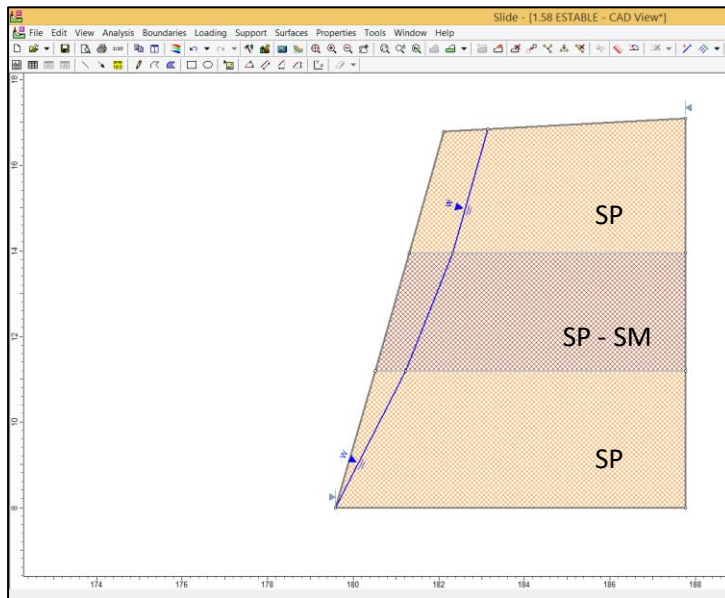 Slide - [1.58 ESTABLE - CAD View*]
File Edit View Analysis Boundaries Loading Support Surfaces Properties Tools Window Help
18
16
SP
W
14
12
SP - SM
10
SP
W
8
174 176 178 180 182 184 186 188